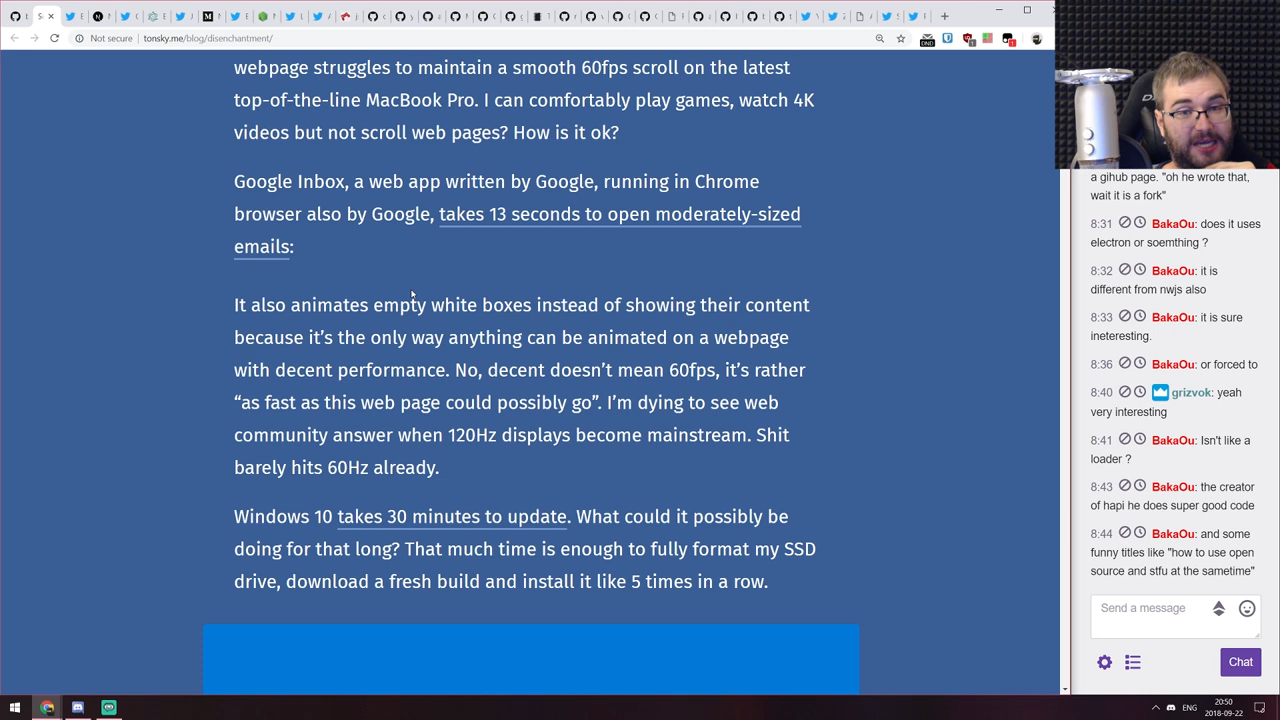 Not secure | tonsky.me/blog/disenchantment/
webpage struggles to maintain a smooth 60fps scroll on the latest
top-of-the-line MacBook Pro. I can comfortably play games, watch 4K
videos but not scroll web pages? How is it ok?
Google Inbox, a web app written by Google, running in Chrome
browser also by Google, takes 13 seconds to open moderately-sized
emails:
It also animates empty white boxes instead of showing their content
because it’s the only way anything can be animated on a webpage
with decent performance. No, decent doesn’t mean 60fps, it’s rather
“as fast as this web page could possibly go”. I’m dying to see web
community answer when 120Hz displays become mainstream. Shit
barely hits 60Hz already.
Windows 10 takes 30 minutes to update. What could it possibly be
doing for that long? That much time is enough to fully format my SSD
drive, download a fresh build and install it like 5 times in a row.
a gihub page. "oh he wrote that,
wait it is a fork"
8:31 BakaOu: does it uses
electron or soemthing ?
8:32 BakaOu: it is
different from nwjs also
8:33 BakaOu: it is sure
ineteresting.
8:36 BakaOu: or forced to
8:40 grizvok: yeah
very interesting
8:41 BakaOu: Isn't like a
loader ?
8:43 BakaOu: the creator
of hapi he does super good code
8:44 BakaOu: and some
funny titles like "how to use open
source and stfu at the sametime"
Send a message
Chat
ENG
20:50
2018-09-22